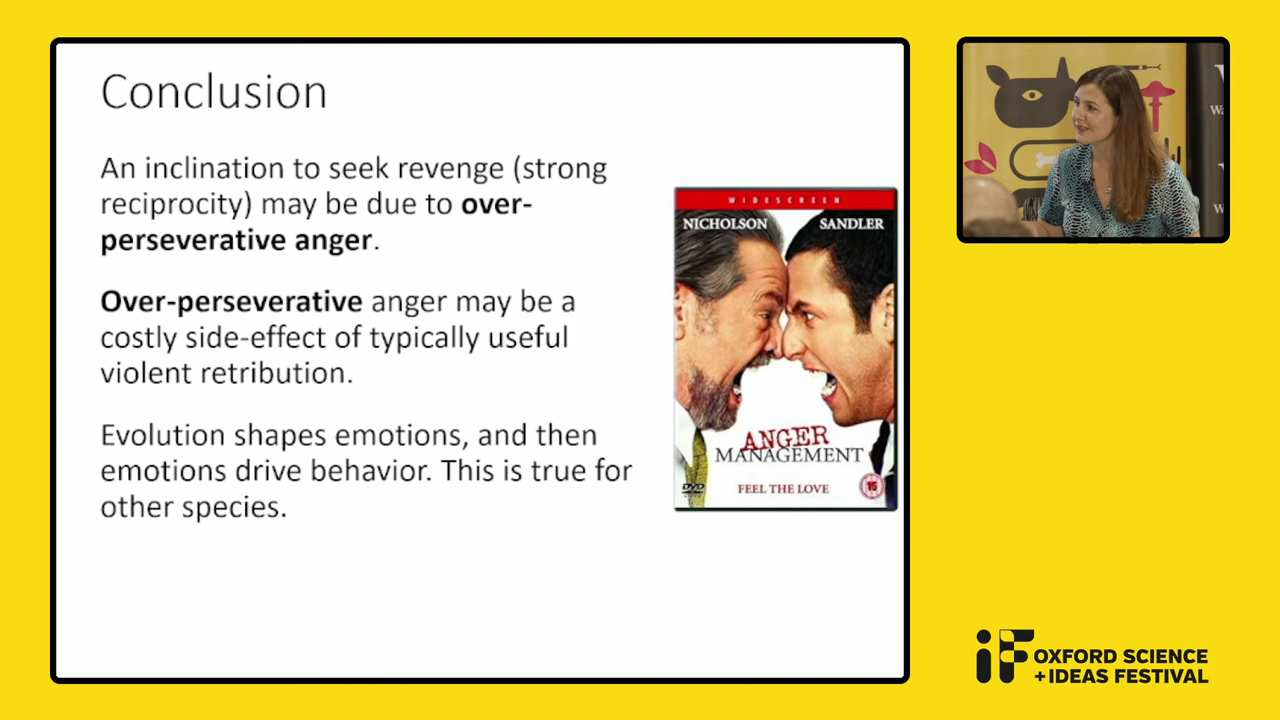 Conclusion
An inclination to seek revenge (strong
reciprocity) may be due to over-
perseverative anger.
Over-perseverative anger may be a
costly side-effect of typically useful
violent retribution.
Evolution shapes emotions, and then
emotions drive behavior. This is true for
other species.
WIDESCREEN
NICHOLSON SANDLER
ANGER
MANAGEMENT
FEEL THE LOVE
DVD
15
iF OXFORD SCIENCE
+IDEAS FESTIVAL